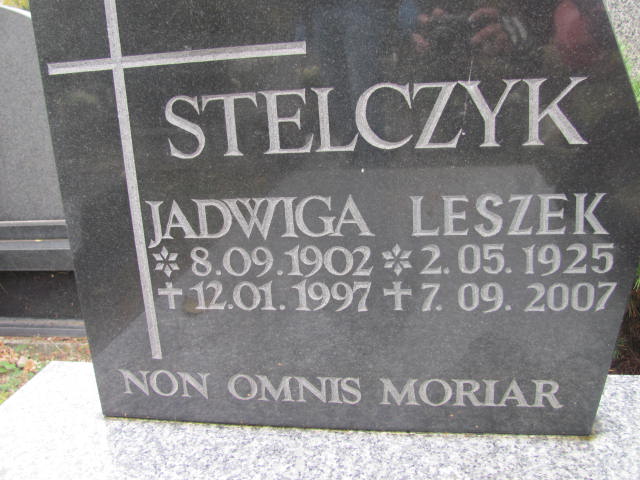 STELCZYK
JADWIGA LESZEK
* 8.09.1902 * 2.05.1925
† 12.01.1997 † 7.09.2007
NON OMNIS MORIAR